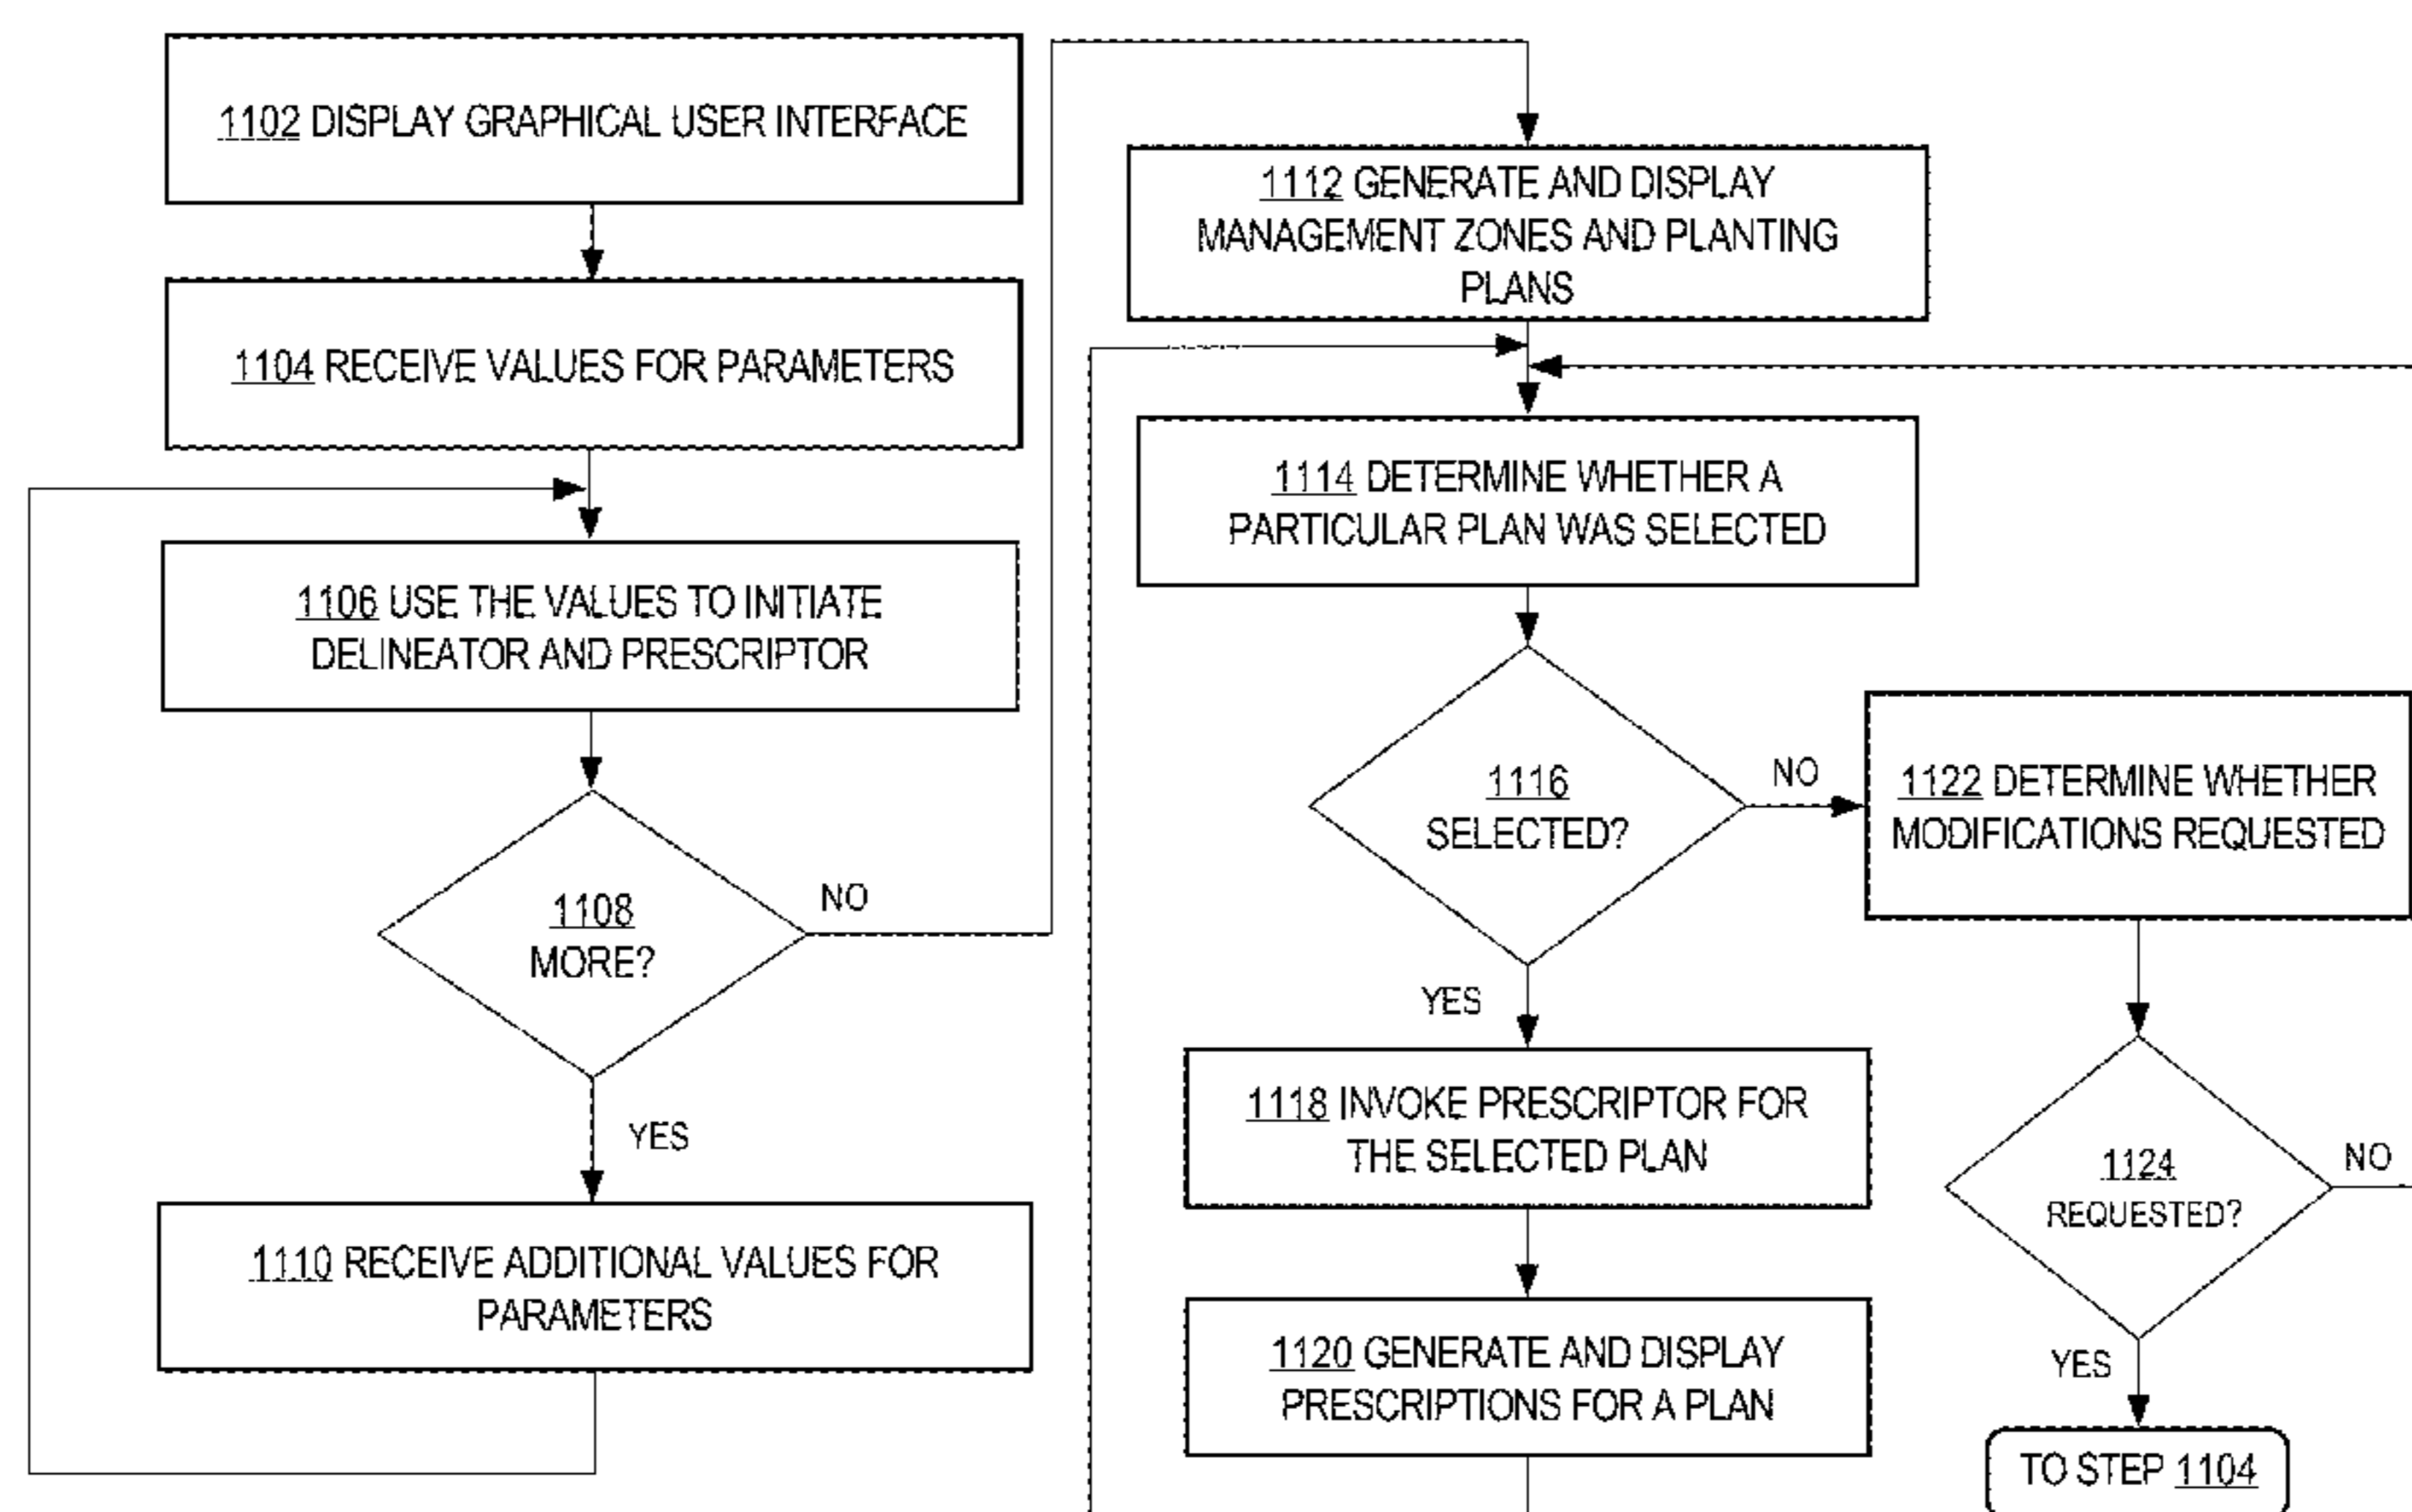 1102 DISPLAY GRAPHICAL USER INTERFACE
1104 RECEIVE VALUES FOR PARAMETERS
1106 USE THE VALUES TO INITIATE
DELINEATOR AND PRESCRIPTOR
1108
MORE?
NO
YES
1110 RECEIVE ADDITIONAL VALUES FOR
PARAMETERS
1112 GENERATE AND DISPLAY
MANAGEMENT ZONES AND PLANTING
PLANS
1114 DETERMINE WHETHER A
PARTICULAR PLAN WAS SELECTED
1116
SELECTED?
NO
YES
1118 INVOKE PRESCRIPTOR FOR
THE SELECTED PLAN
1120 GENERATE AND DISPLAY
PRESCRIPTIONS FOR A PLAN
1122 DETERMINE WHETHER
MODIFICATIONS REQUESTED
1124
REQUESTED?
NO
YES
TO STEP 1104